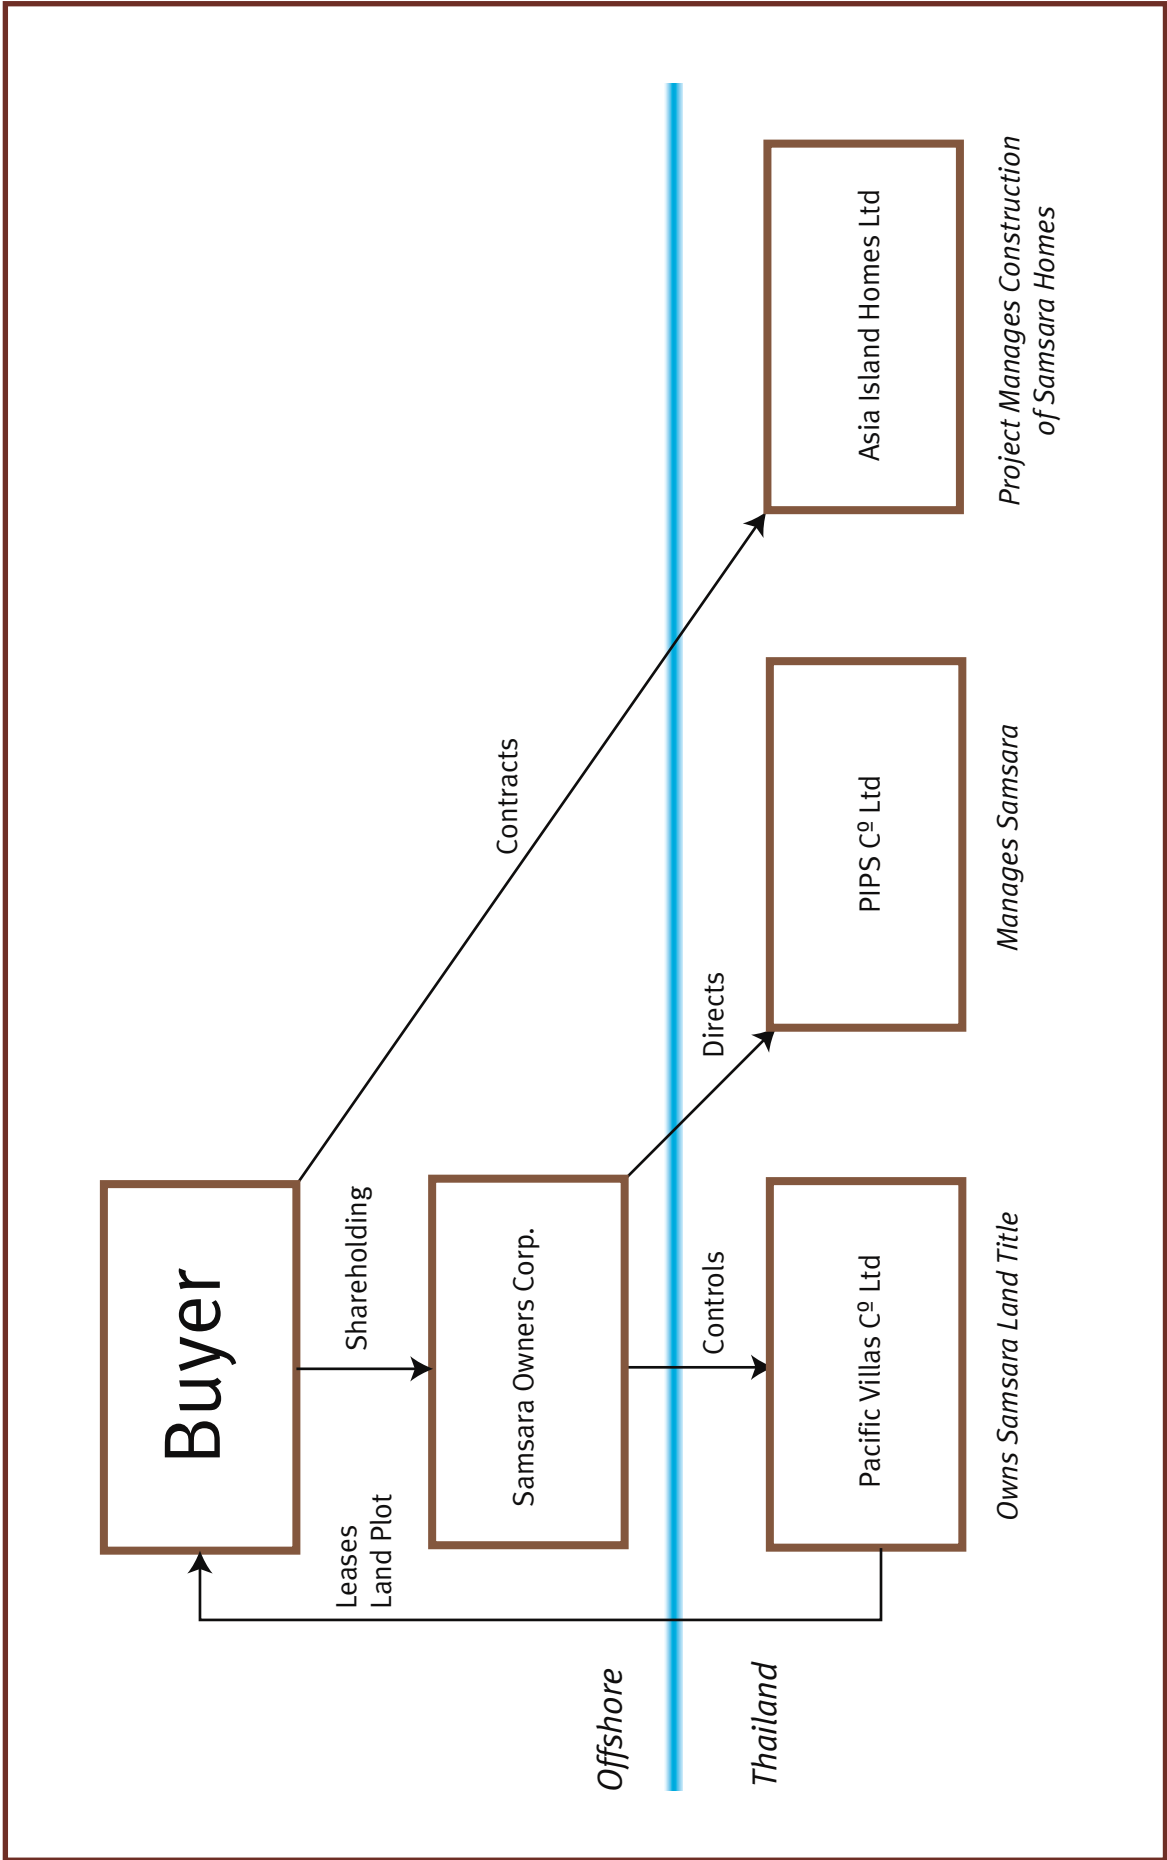 Buyer
Leases
Land Plot
Shareholding
Contracts
Samsara Owners Corp.
Offshore
Thailand
Controls
Directs
Pacific Villas Cº Ltd
PIPS Cº Ltd
Asia Island Homes Ltd
Owns Samsara Land Title
Manages Samsara
Project Manages Construction
of Samsara Homes